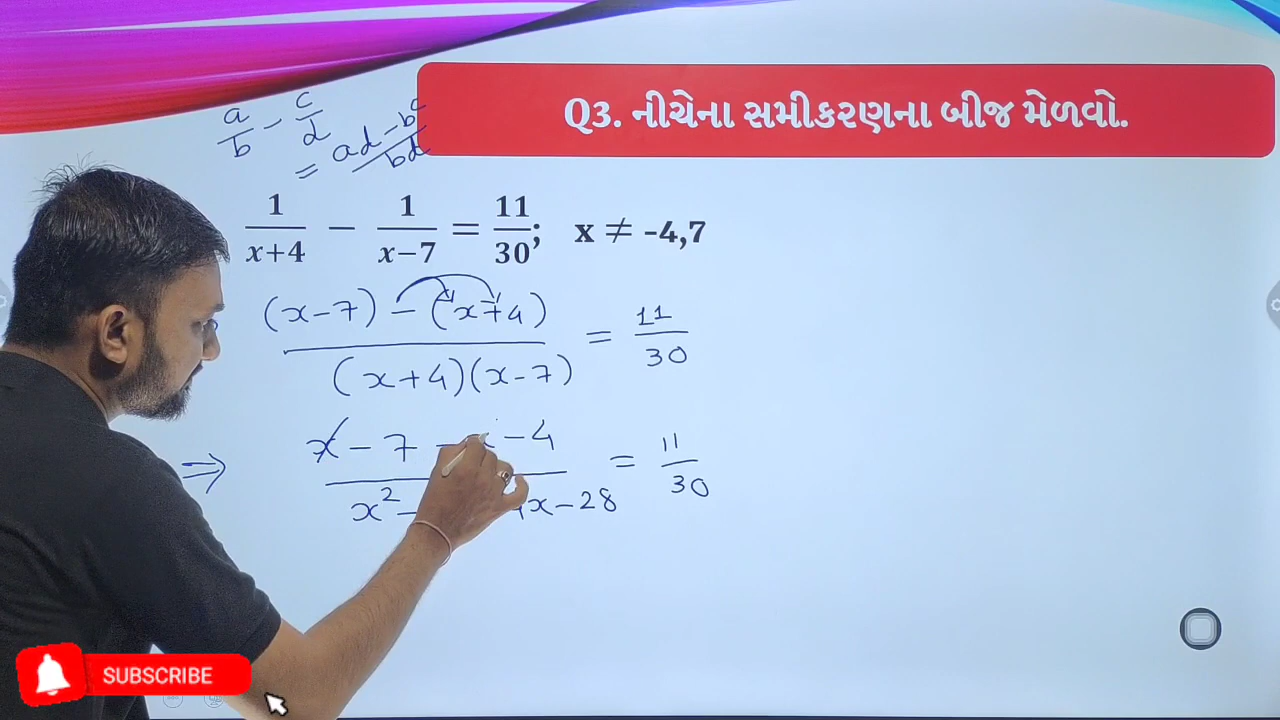 Q3. નીચેના સમીકરણના બીજ મેળવો.
a/b - c/d
= ad - bc/bd
1/x+4 - 1/x-7 = 11/30; x ≠ -4,7
(x-7) - (x+4)/(x+4)(x-7) = 11/30
⇒ x - 7 - x - 4/x² - 4x - 28 = 11/30
SUBSCRIBE